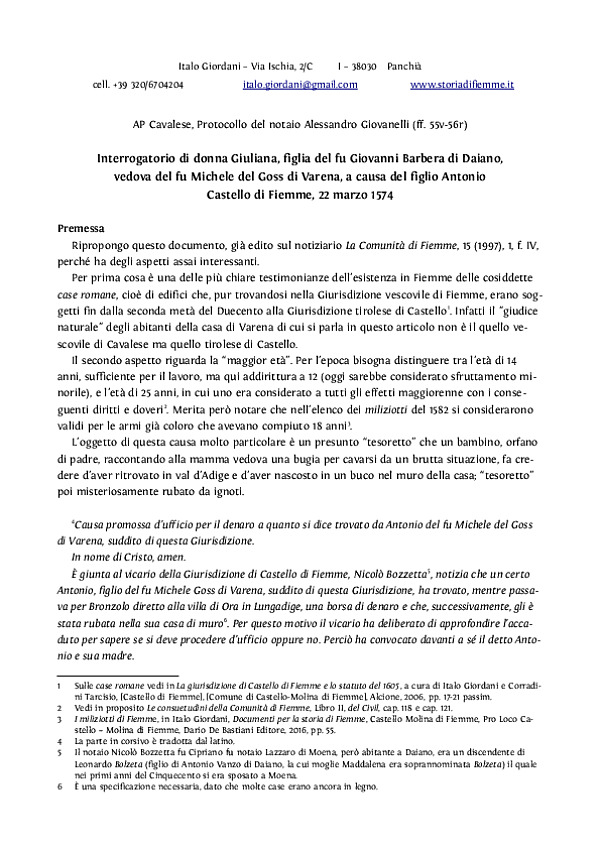 Italo Giordani – Via Ischia, 2/C I – 38030 Panchià
cell. +39 320/6704204 italo.giordani@gmail.com www.storiadifiemme.it
AP Cavalese, Protocollo del notaio Alessandro Giovanelli (ff. 55v-56r)
Interrogatorio di donna Giuliana, figlia del fu Giovanni Barbera di Daiano,
vedova del fu Michele del Goss di Varena, a causa del figlio Antonio
Castello di Fiemme, 22 marzo 1574
Premessa
Ripropongo questo documento, già edito sul notiziario La Comunità di Fiemme, 15 (1997), 1, f. IV,
perché ha degli aspetti assai interessanti.
Per prima cosa è una delle più chiare testimonianze dell'esistenza in Fiemme delle cosiddette
case romane, cioè di edifici che, pur trovandosi nella Giurisdizione vescovile di Fiemme, erano sog-
getti fin dalla seconda metà del Duecento alla Giurisdizione tirolese di Castello1. Infatti il "giudice
naturale" degli abitanti della casa di Varena di cui si parla in questo articolo non è il quello ve-
scovile di Cavalese ma quello tirolese di Castello.
Il secondo aspetto riguarda la "maggior età". Per l'epoca bisogna distinguere tra l'età di 14
anni, sufficiente per il lavoro, ma qui addirittura a 12 (oggi sarebbe considerato sfruttamento mi-
norile), e l'età di 25 anni, in cui uno era considerato a tutti gli effetti maggiorenne con i conse-
guenti diritti e doveri2. Merita però notare che nell'elenco dei miliziotti del 1582 si considerarono
validi per le armi già coloro che avevano compiuto 18 anni3.
L'oggetto di questa causa molto particolare è un presunto "tesoretto" che un bambino, orfano
di padre, raccontando alla mamma vedova una bugia per cavarsi da un brutta situazione, fa cre-
dere d'aver ritrovato in val d'Adige e d'aver nascosto in un buco nel muro della casa; "tesoretto"
poi misteriosamente rubato da ignoti.
4Causa promossa d'ufficio per il denaro a quanto si dice trovato da Antonio del fu Michele del Goss
di Varena, suddito di questa Giurisdizione.
In nome di Cristo, amen.
È giunta al vicario della Giurisdizione di Castello di Fiemme, Nicolò Bozzetta5, notizia che un certo
Antonio, figlio del fu Michele Goss di Varena, suddito di questa Giurisdizione, ha trovato, mentre passa-
va per Bronzolo diretto alla villa di Ora in Lungadige, una borsa di denaro e che, successivamente, gli è
stata rubata nella sua casa di muro6. Per questo motivo il vicario ha deliberato di approfondire l'acca-
duto per sapere se si deve procedere d'ufficio oppure no. Perciò ha convocato davanti a sé il detto Anto-
nio e sua madre.
1 Sulle case romane vedi in La giurisdizione di Castello di Fiemme e lo statuto del 1605, a cura di Italo Giordani e Corradi-
ni Tarcisio, [Castello di Fiemme], [Comune di Castello-Molina di Fiemme], Alcione, 2006, pp. 17-21 passim.
2 Vedi in proposito Le consuetudini della Comunità di Fiemme, Libro II, del Civil, cap. 118 e cap. 121.
3 I miliziotti di Fiemme, in Italo Giordani, Documenti per la storia di Fiemme, Castello Molina di Fiemme, Pro Loco Ca-
stello – Molina di Fiemme, Dario De Bastiani Editore, 2016, pp. 55.
4 La parte in corsivo è tradotta dal latino.
5 Il notaio Nicolò Bozzetta fu Cipriano fu notaio Lazzaro di Moena, però abitante a Daiano, era un discendente di
Leonardo Bolzeta (figlio di Antonio Vanzo di Daiano, la cui moglie Maddalena era soprannominata Bolzeta) il quale
nei primi anni del Cinquecento si era sposato a Moena.
6 È una specificazione necessaria, dato che molte case erano ancora in legno.